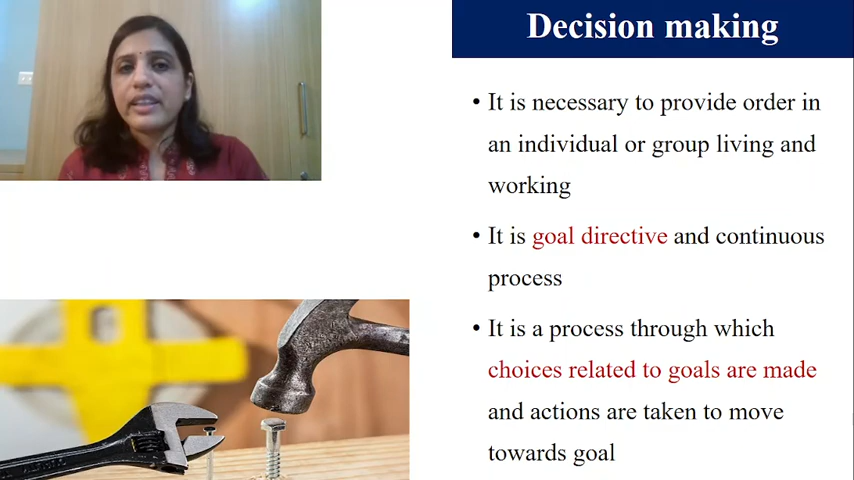 Decision making
• It is necessary to provide order in
an individual or group living and
working
• It is goal directive and continuous
process
• It is a process through which
choices related to goals are made
and actions are taken to move
towards goal